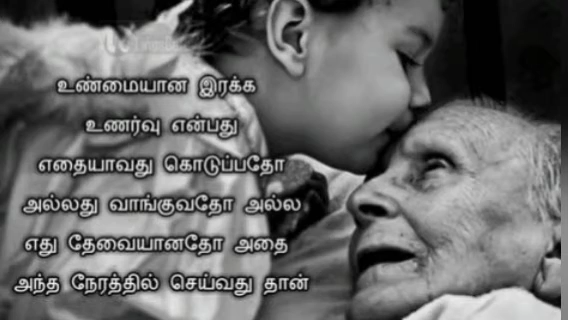 உண்மையான இரக்க
உணர்வு என்பது
எதையாவது கொடுப்பதோ
அல்லது வாங்குவதோ அல்ல
எது தேவையானதோ அதை
அந்த நேரத்தில் செய்வது தான்